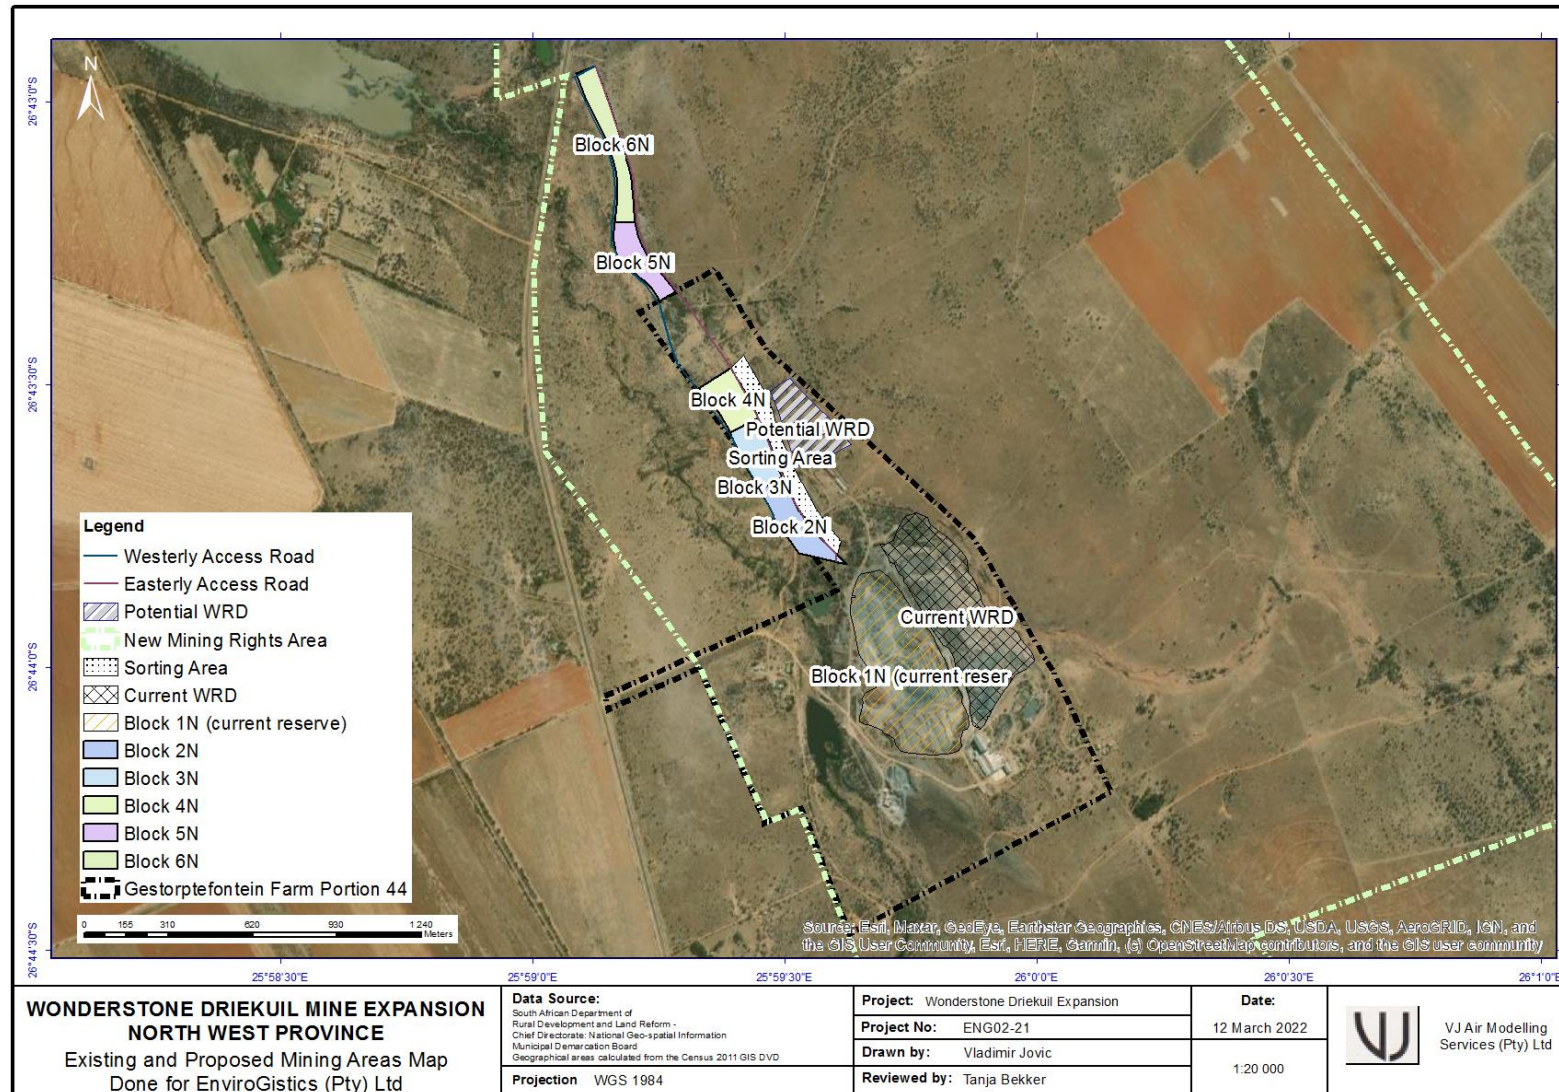 N
26°43'0"S
26°43'30"S
26°44'0"S
26°44'30"S
Block 6N
Block 5N
Block 4N
Potential WRD
Sorting Area
Block 3N
Block 2N
Current WRD
Block 1N (current reser
Legend
Westerly Access Road
Easterly Access Road
Potential WRD
New Mining Rights Area
Sorting Area
Current WRD
Block 1N (current reserve)
Block 2N
Block 3N
Block 4N
Block 5N
Block 6N
Gestorptefontein Farm Portion 44
0 155 310 620 930 1 240
Meters
Source: Esri, Maxar, GeoEye, Earthstar Geographics, CNES/Airbus DS, USDA, USGS, AeroGRID, IGN, and
the GIS User Community, Esri, HERE, Garmin, (c) OpenStreetMap contributors, and the GIS user community
25°58'30"E 25°59'0"E 25°59'30"E 26°0'0"E 26°0'30"E 26°1'0"E
WONDERSTONE DRIEKUIL MINE EXPANSION
NORTH WEST PROVINCE
Existing and Proposed Mining Areas Map
Done for EnviroGistics (Pty) Ltd
Data Source:
South African Department of
Rural Development and Land Reform -
Chief Directorate: National Geo-spatial Information
Municipal Demarcation Board
Geographical areas calculated from the Census 2011 GIS DVD
Projection WGS 1984
Project: Wonderstone Driekuil Expansion
Project No: ENG02-21
Drawn by: Vladimir Jovic
Reviewed by: Tanja Bekker
Date:
12 March 2022
1:20 000
VJ
VJ Air Modelling
Services (Pty) Ltd